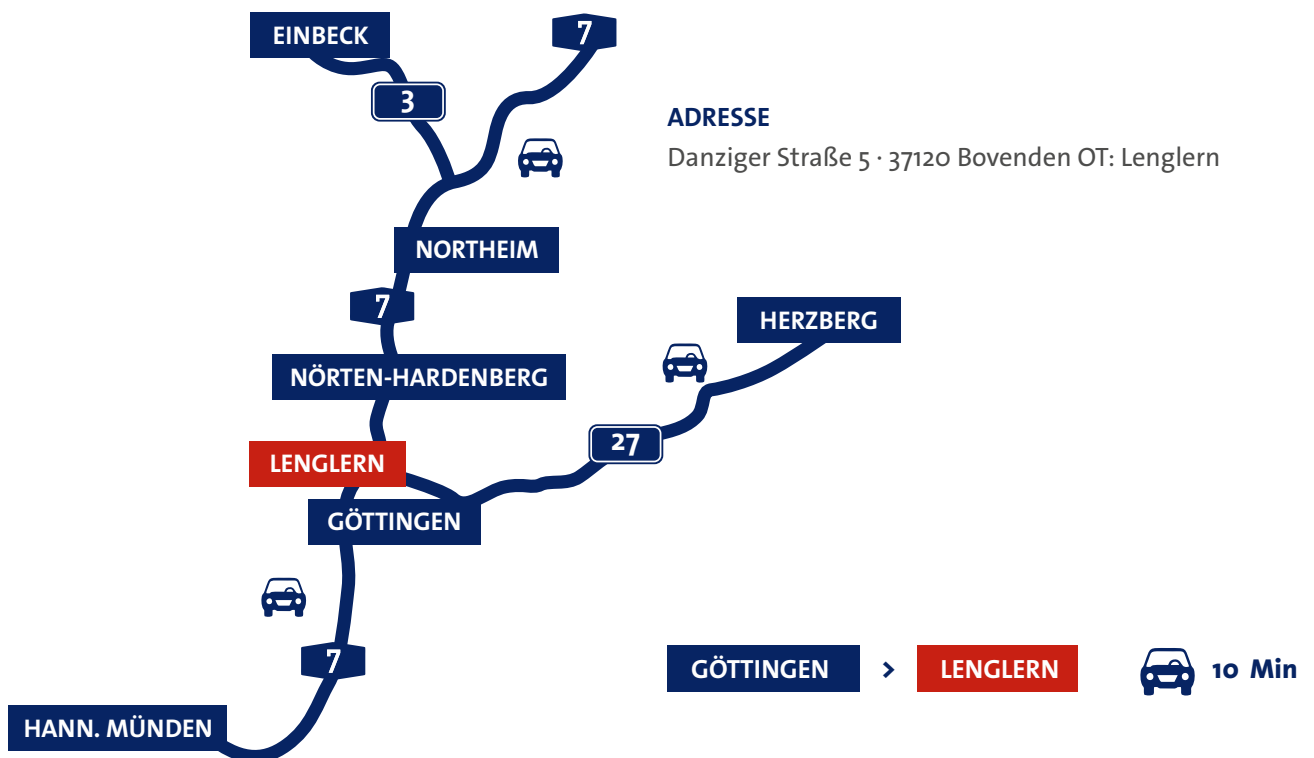 EINBECK
7
3
ADRESSE
Danziger Straße 5 · 37120 Bovenden OT: Lenglern
NORTHEIM
7
HERZBERG
NÖRTEN-HARDENBERG
27
LENGLERN
GÖTTINGEN
7
GÖTTINGEN > LENGLERN 10 Min
HANN. MÜNDEN